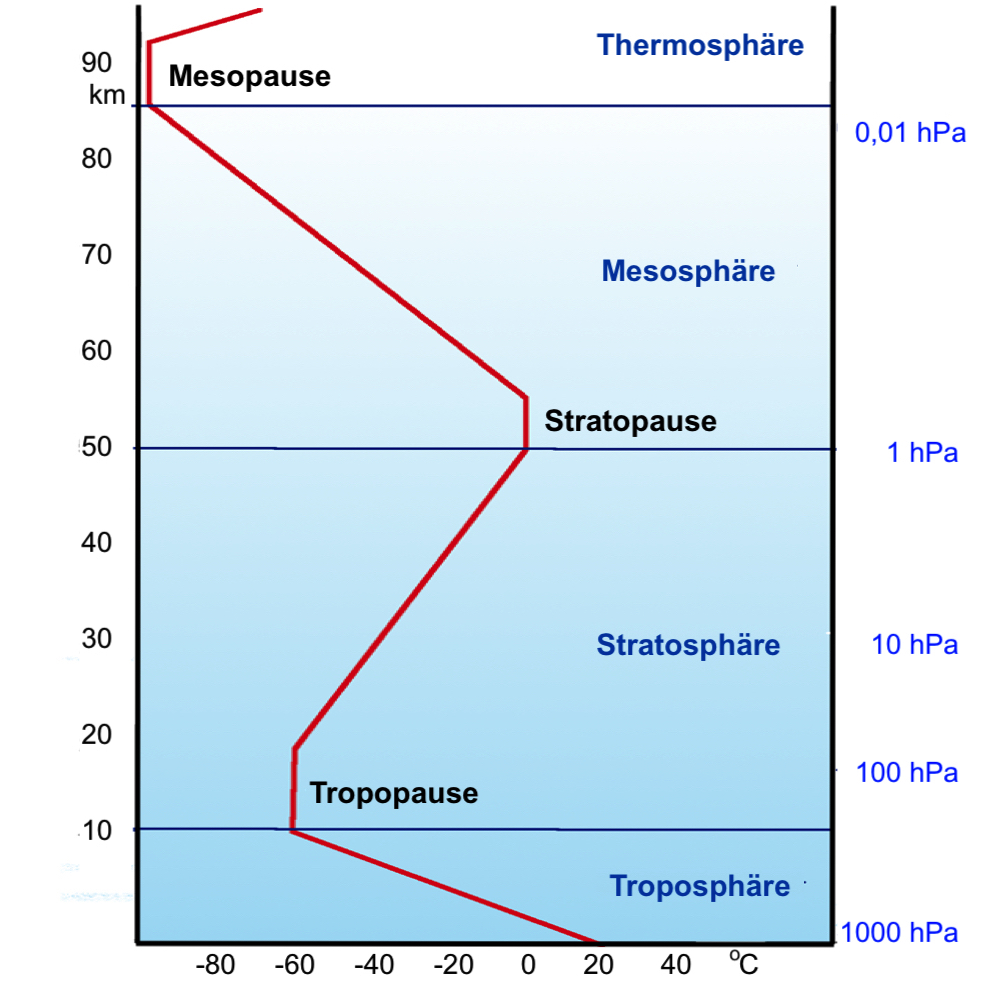 Thermosphäre
90
km
Mesopause
0,01 hPa
80
70
Mesosphäre
60
Stratopause
50
1 hPa
40
30
Stratosphäre
10 hPa
20
100 hPa
Tropopause
10
Troposphäre
1000 hPa
-80 -60 -40 -20 0 20 40 °C